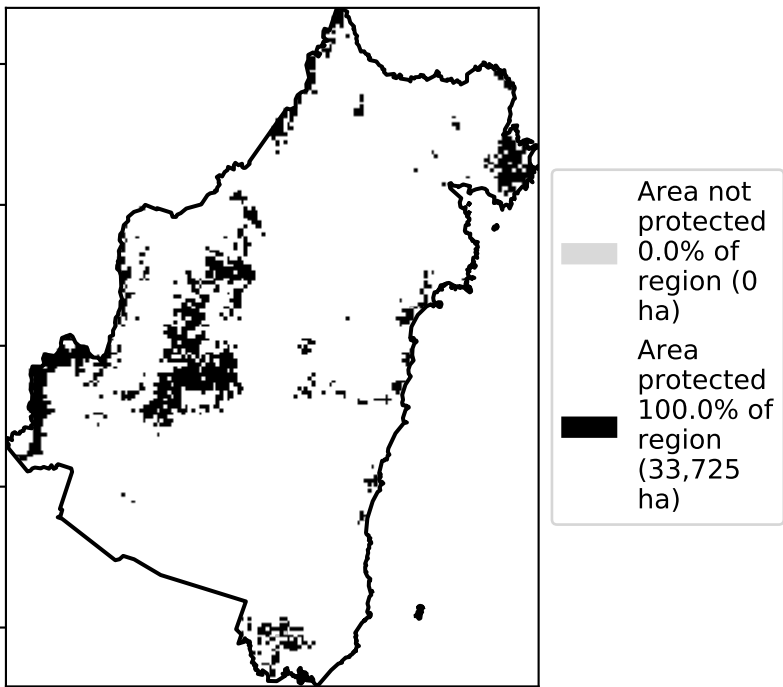 Area not
protected
0.0% of
region (0
ha)
Area
protected
100.0% of
region
(33,725
ha)